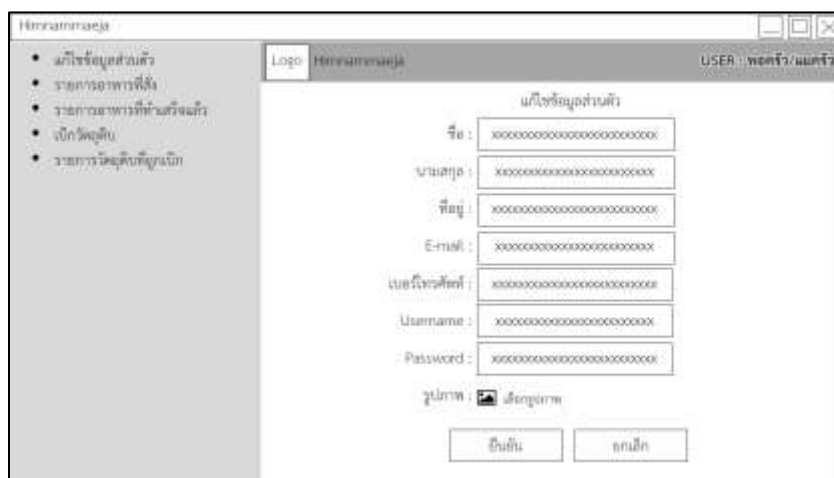 Himnammaeja
แก้ไขข้อมูลส่วนตัว
รายการอาหารที่สั่ง
รายการอาหารที่ทำเสร็จแล้ว
เบิกวัตถุดิบ
รายการวัตถุดิบที่ถูกเบิก
Logo Himnammaeja USER : พ่อครัว/แม่ครัว
แก้ไขข้อมูลส่วนตัว
ชื่อ : xxxxxxxxxxxxxxxxxxxxxxxxx
นามสกุล : xxxxxxxxxxxxxxxxxxxxxxxx
ที่อยู่ : xxxxxxxxxxxxxxxxxxxxxxxxx
E-mail : xxxxxxxxxxxxxxxxxxxxxxxx
เบอร์โทรศัพท์ : xxxxxxxxxxxxxxxxxxxxxxxxx
Username : xxxxxxxxxxxxxxxxxxxxxxxx
Password : xxxxxxxxxxxxxxxxxxxxxxxxx
รูปภาพ : เลือกรูปภาพ
ยืนยัน ยกเลิก